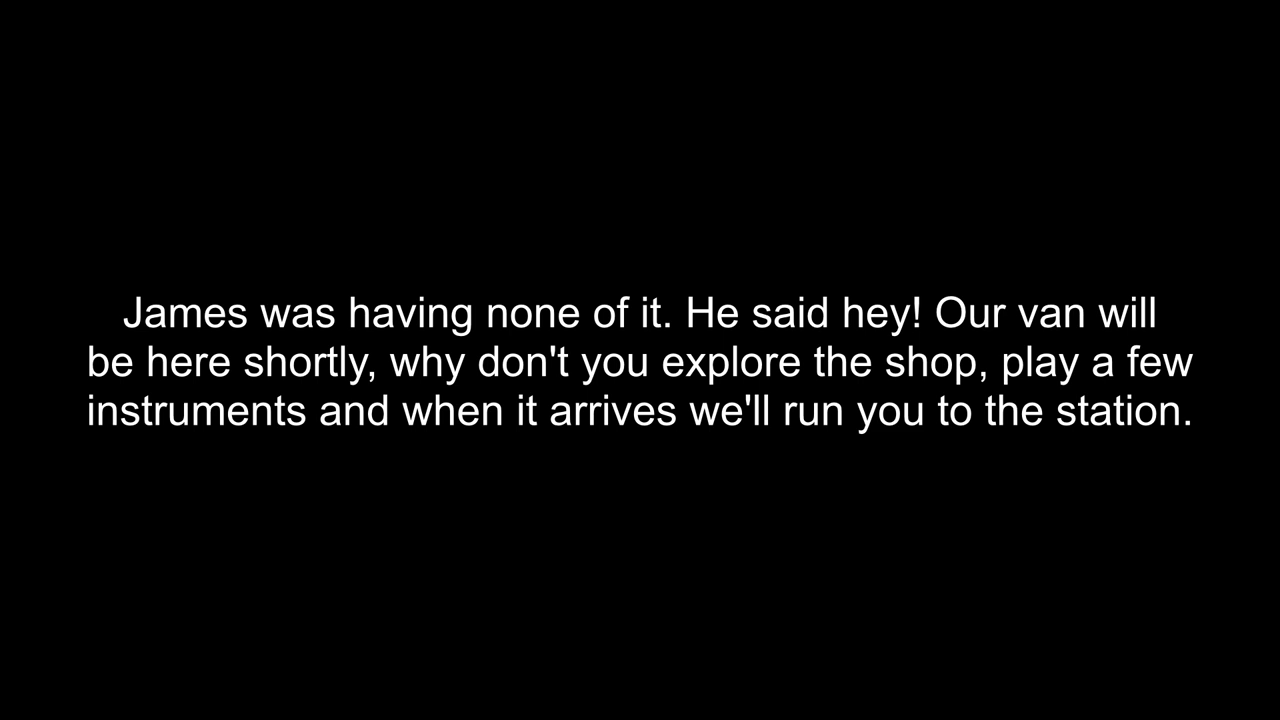 James was having none of it. He said hey! Our van will
be here shortly, why don't you explore the shop, play a few
instruments and when it arrives we'll run you to the station.